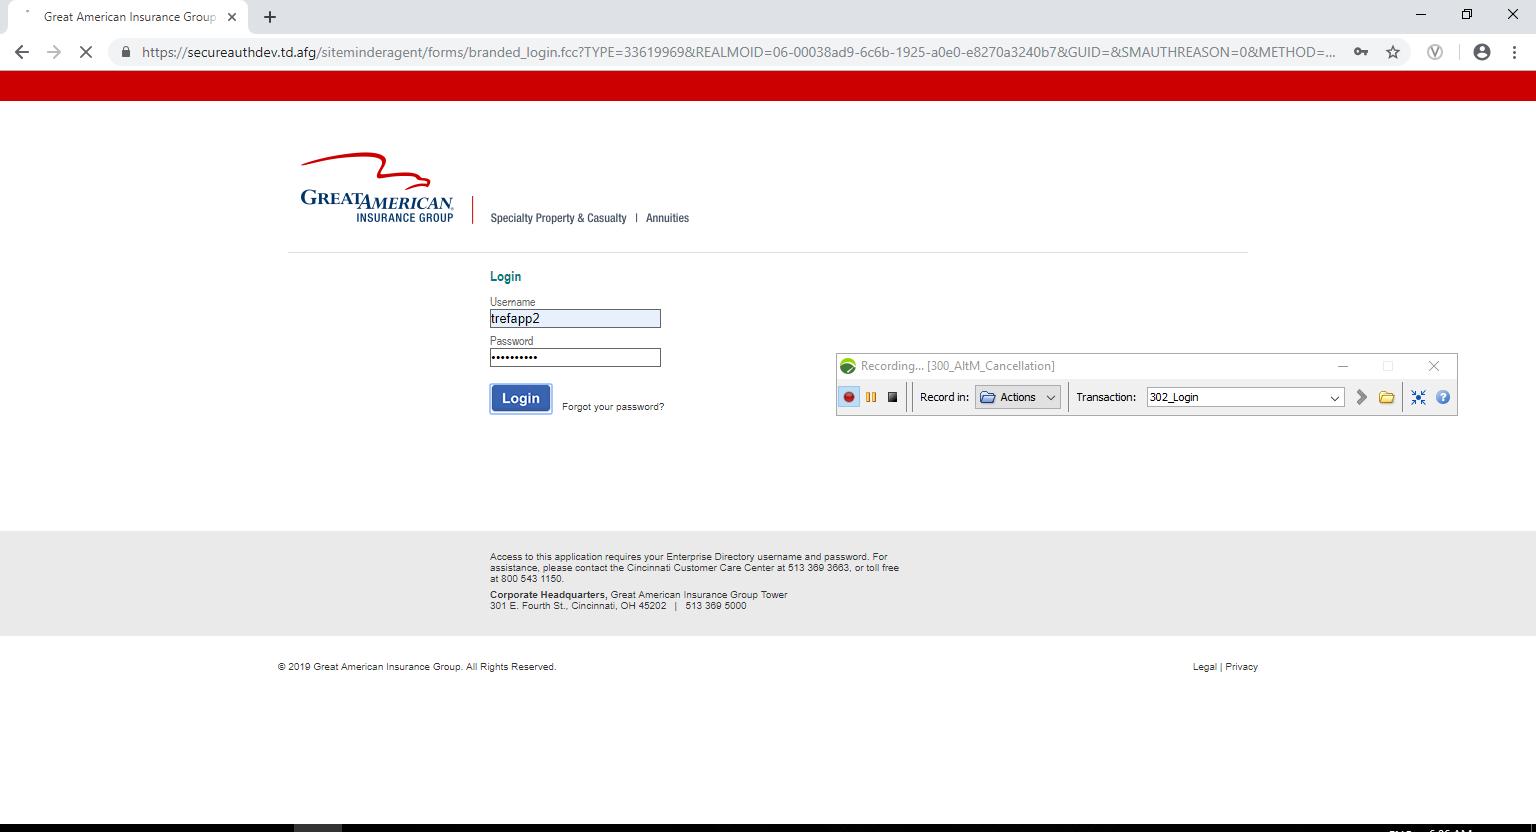 Great American Insurance Group
https://secureauthdev.td.afg/siteminderagent/forms/branded_login.fcc?TYPE=33619969&REALMOID=06-00038ad9-6c6b-1925-a0e0-e8270a3240b7&GUID=&SMAUTHREASON=0&METHOD=...
GREATAMERICAN
INSURANCE GROUP
Specialty Property & Casualty | Annuities
Login
Username
trefapp2
Password
••••••••••
Login
Forgot your password?
Recording... [300_AltM_Cancellation]
Record in: Actions Transaction: 302_Login
Access to this application requires your Enterprise Directory username and password. For
assistance, please contact the Cincinnati Customer Care Center at 513 369 3663, or toll free
at 800 543 1150.
Corporate Headquarters, Great American Insurance Group Tower
301 E. Fourth St., Cincinnati, OH 45202 | 513 369 5000
© 2019 Great American Insurance Group. All Rights Reserved.
Legal | Privacy